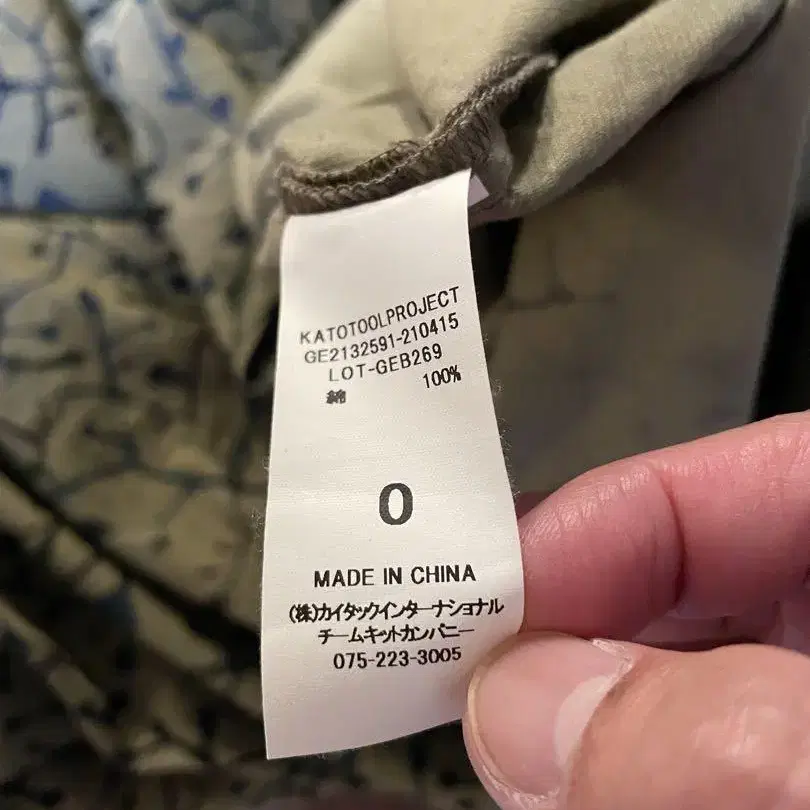 KATOTOOLPROJECT
GE2132591-210415
LOT-GEB269
綿 100%
0
MADE IN CHINA
(株)カイタックインターナショナル
チームキットカンパニー
075-223-3005